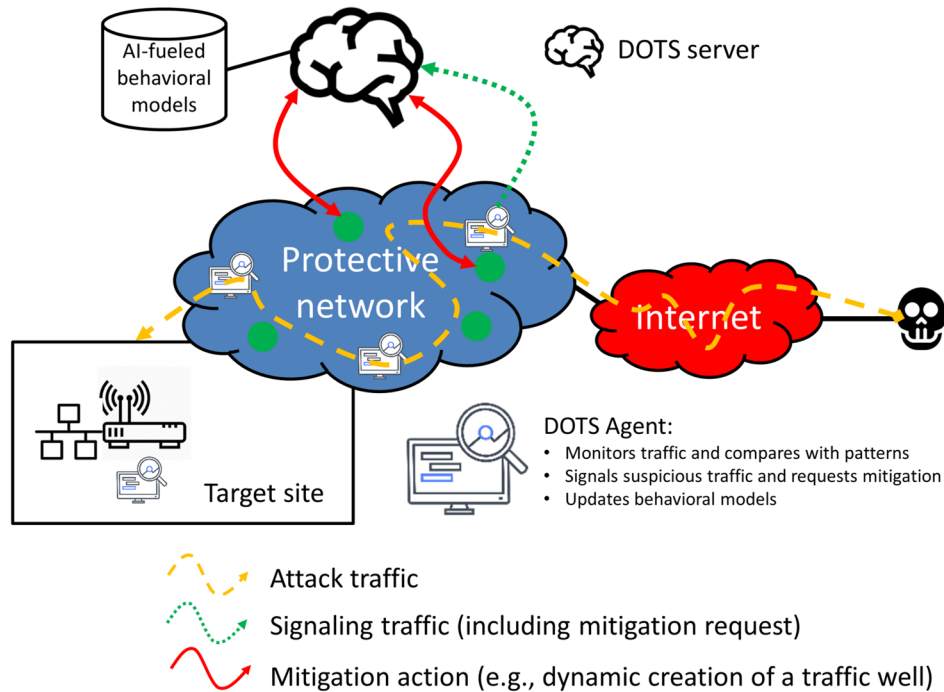 AI-fueled
behavioral
models
DOTS server
Protective
network
internet
Target site
DOTS Agent:
• Monitors traffic and compares with patterns
• Signals suspicious traffic and requests mitigation
• Updates behavioral models
Attack traffic
Signaling traffic (including mitigation request)
Mitigation action (e.g., dynamic creation of a traffic well)